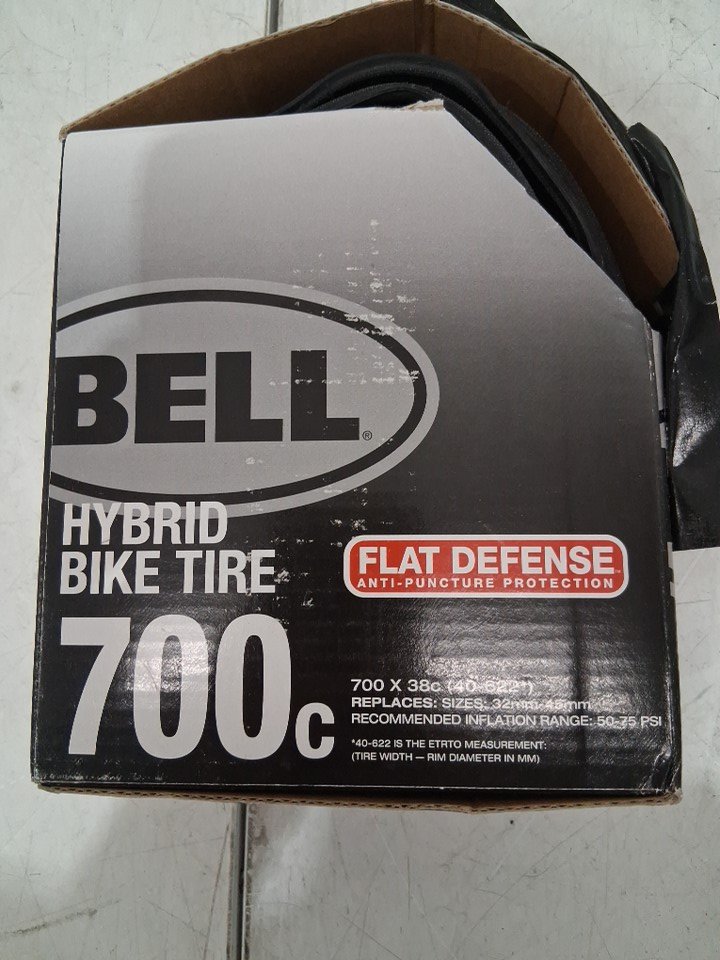 BELL®
HYBRID
BIKE TIRE
FLAT DEFENSE™
ANTI-PUNCTURE PROTECTION
700c
700 X 38c (40-622*)
REPLACES: SIZES: 32mm-45mm
RECOMMENDED INFLATION RANGE: 50-75 PSI
*40-622 IS THE ETRTO MEASUREMENT:
(TIRE WIDTH — RIM DIAMETER IN MM)